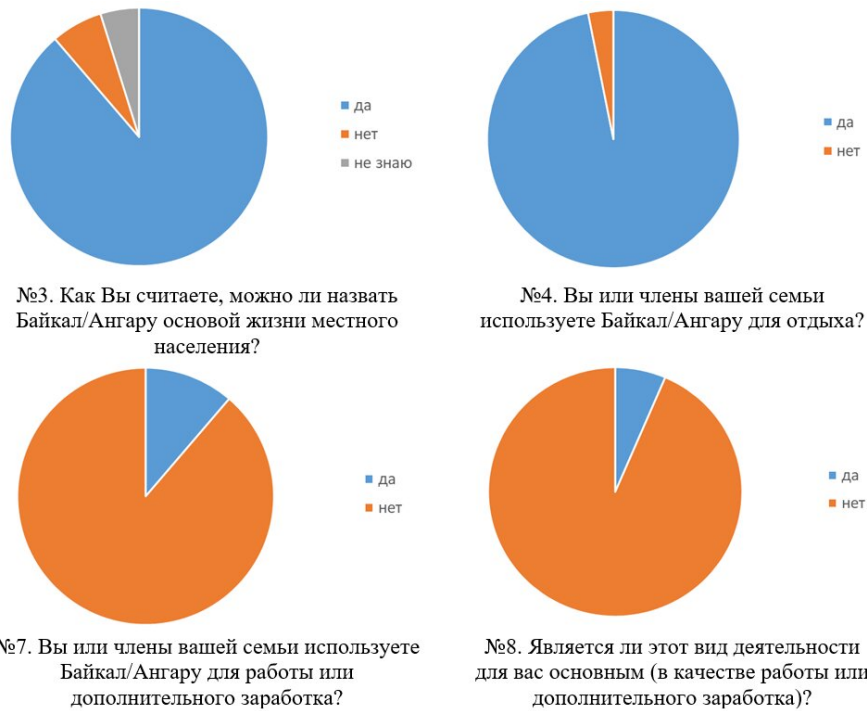 да
нет
не знаю
да
нет
№3. Как Вы считаете, можно ли назвать
Байкал/Ангару основой жизни местного
населения?
№4. Вы или члены вашей семьи
используете Байкал/Ангару для отдыха?
да
нет
да
нет
№7. Вы или члены вашей семьи используете
Байкал/Ангару для работы или
дополнительного заработка?
№8. Является ли этот вид деятельности
для вас основным (в качестве работы или
дополнительного заработка)?